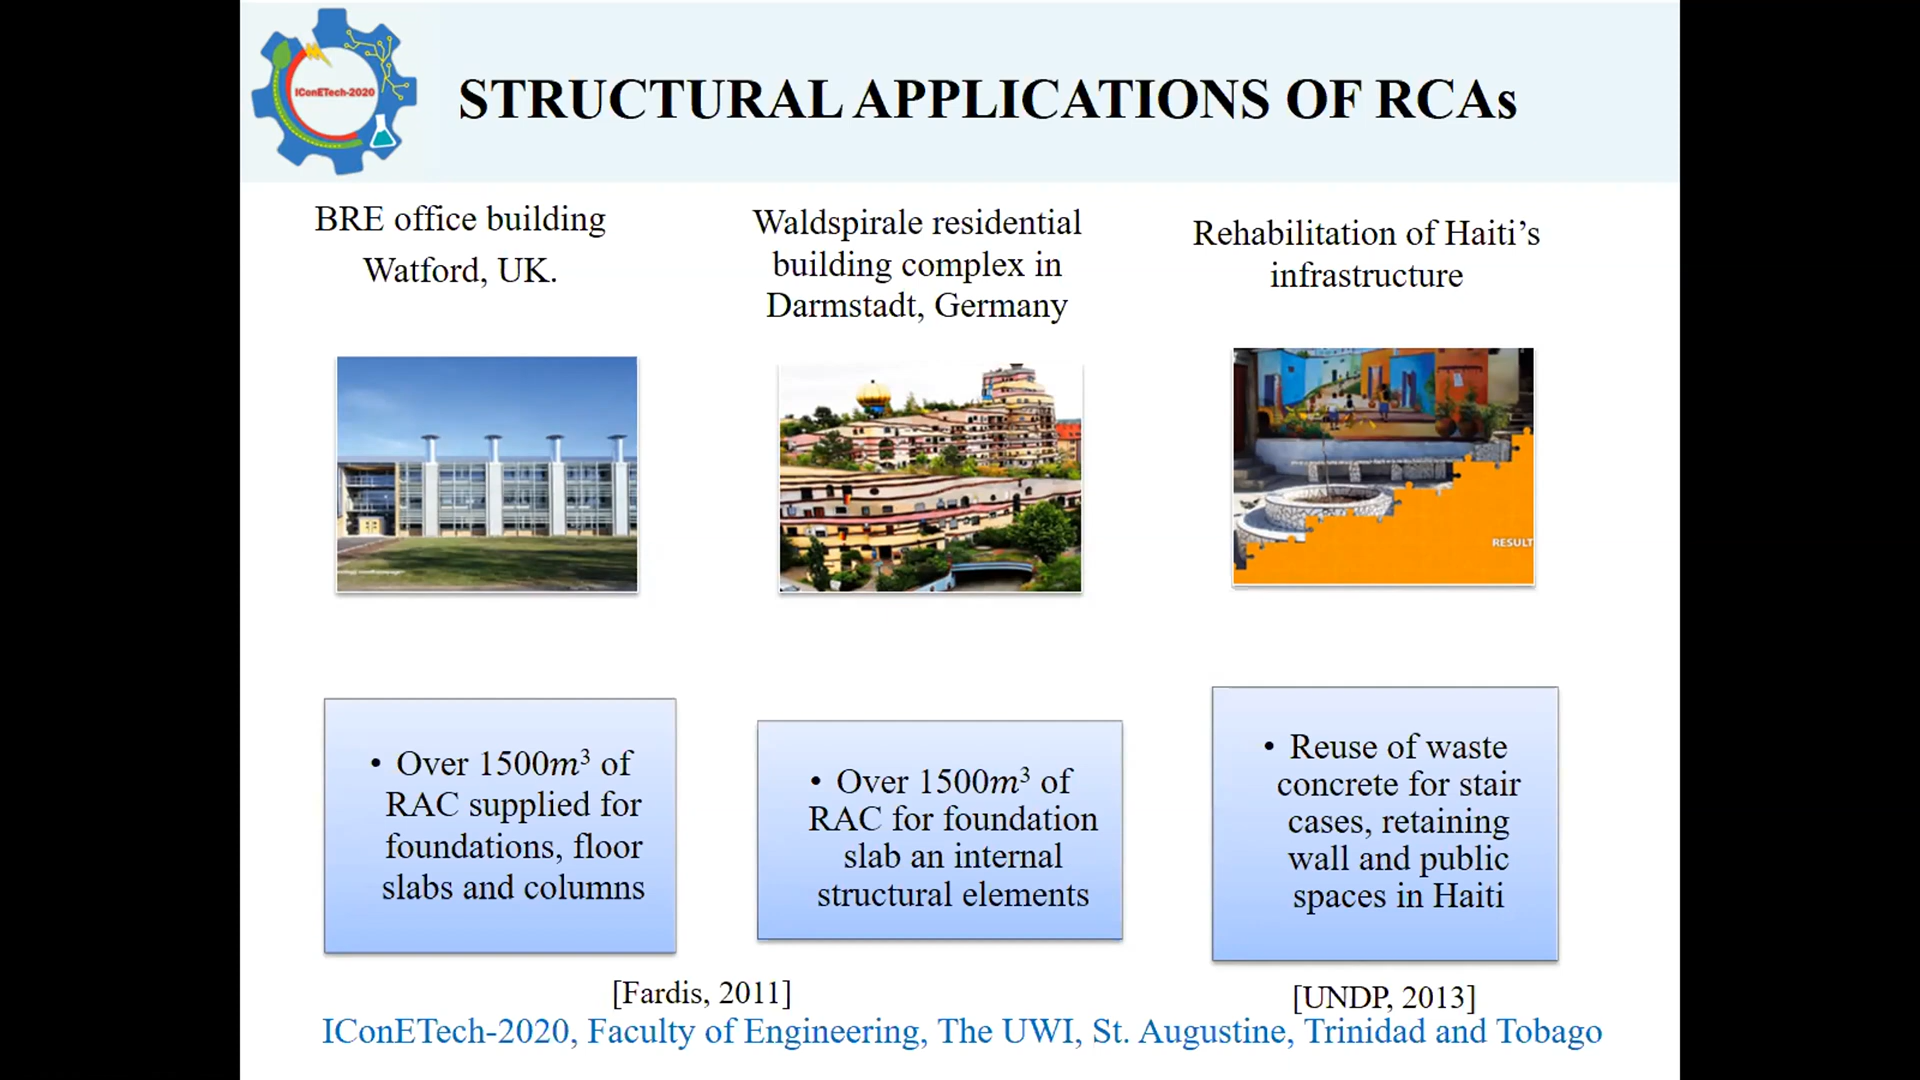 IConETech-2020
STRUCTURAL APPLICATIONS OF RCAs
BRE office building
Watford, UK.
Waldspirale residential
building complex in
Darmstadt, Germany
Rehabilitation of Haiti’s
infrastructure
RESULT
• Over 1500m³ of
RAC supplied for
foundations, floor
slabs and columns
• Over 1500m³ of
RAC for foundation
slab an internal
structural elements
• Reuse of waste
concrete for stair
cases, retaining
wall and public
spaces in Haiti
[Fardis, 2011]
[UNDP, 2013]
IConETech-2020, Faculty of Engineering, The UWI, St. Augustine, Trinidad and Tobago